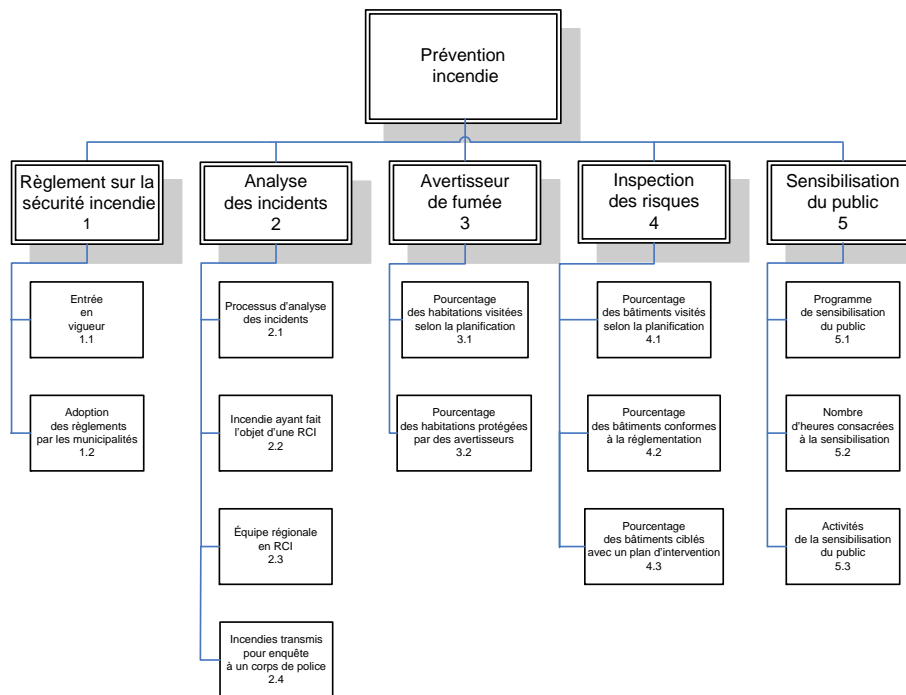 Prévention
incendie
Règlement sur la
sécurité incendie
1
Analyse
des incidents
2
Avertisseur
de fumée
3
Inspection
des risques
4
Sensibilisation
du public
5
Entrée
en
vigueur
1.1
Adoption
des règlements
par les municipalités
1.2
Processus d'analyse
des incidents
2.1
Incendie ayant fait
l'objet d'une RCI
2.2
Équipe régionale
en RCI
2.3
Incendies transmis
pour enquête
à un corps de police
2.4
Pourcentage
des habitations visitées
selon la planification
3.1
Pourcentage
des habitations protégées
par des avertisseurs
3.2
Pourcentage
des bâtiments visités
selon la planification
4.1
Pourcentage
des bâtiments conformes
à la réglementation
4.2
Pourcentage
des bâtiments ciblés
avec un plan d'intervention
4.3
Programme
de sensibilisation
du public
5.1
Nombre
d'heures consacrées
à la sensibilisation
5.2
Activités
de la sensibilisation
du public
5.3